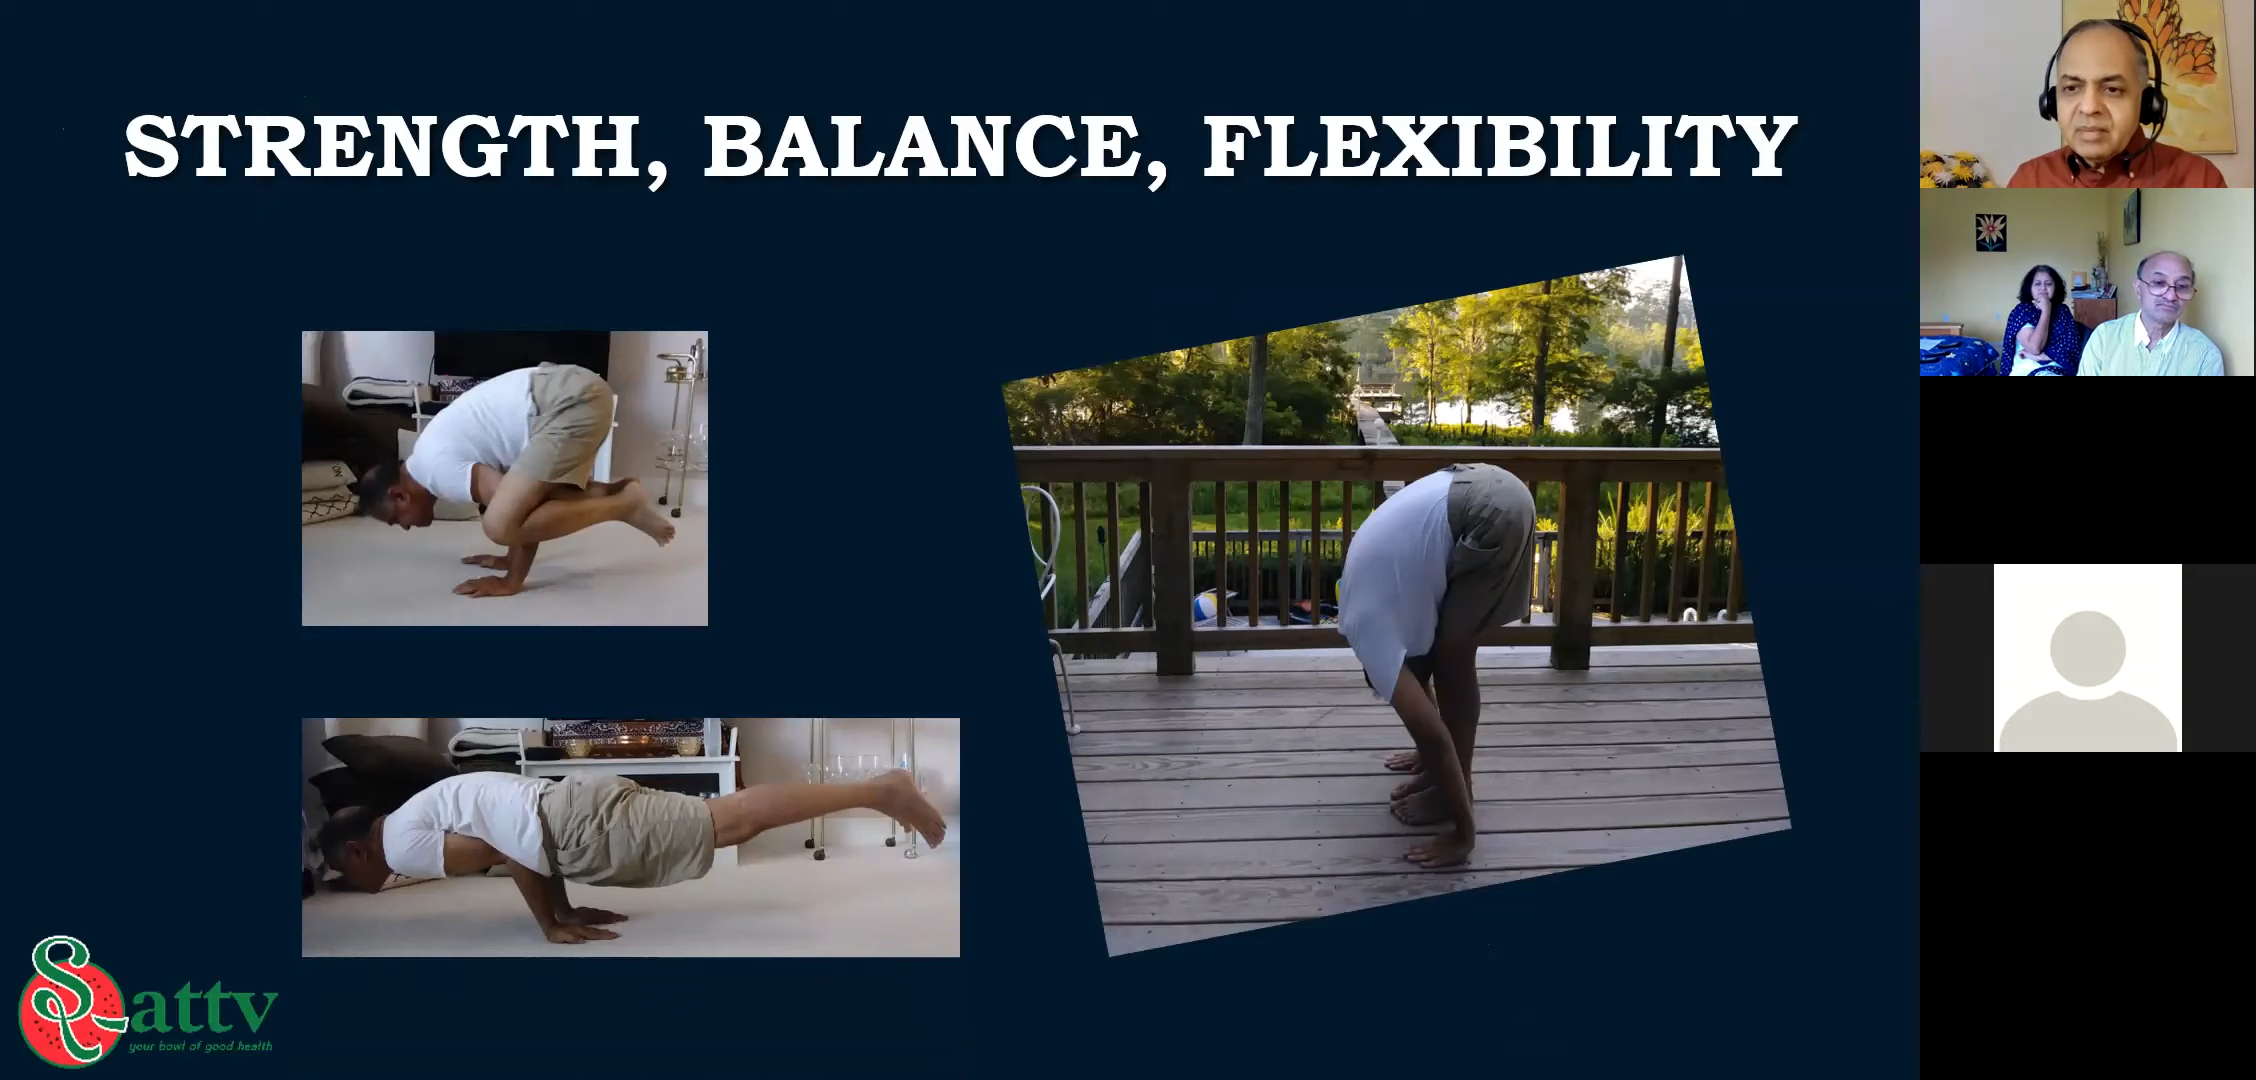 STRENGTH, BALANCE, FLEXIBILITY
Sattv
your bowl of good health